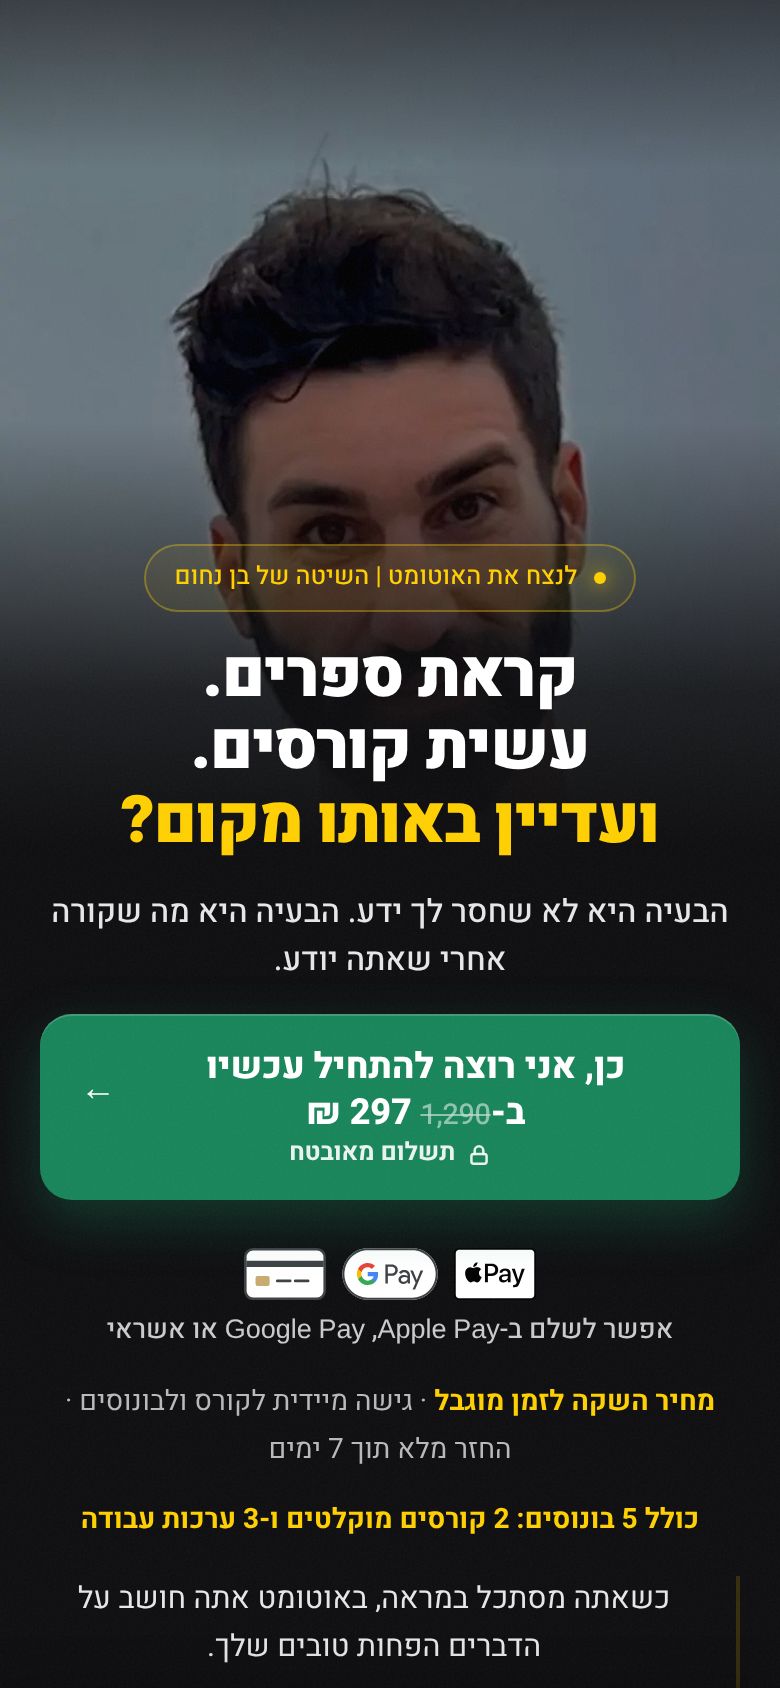 לנצח את האוטומט | השיטה של בן נחום
קראת ספרים.
עשית קורסים.
ועדיין באותו מקום?
הבעיה היא לא שחסר לך ידע. הבעיה היא מה שקורה
אחרי שאתה יודע.
כן, אני רוצה להתחיל עכשיו
ב-1,290 297 ₪
←
תשלום מאובטח
Pay
G Pay
אפשר לשלם ב-Apple Pay, Google Pay או אשראי
מחיר השקה לזמן מוגבל · גישה מיידית לקורס ולבונוסים ·
החזר מלא תוך 7 ימים
כולל 5 בונוסים: 2 קורסים מוקלטים ו-3 ערכות עבודה
כשאתה מסתכל במראה, באוטומט אתה חושב על
הדברים הפחות טובים שלך.